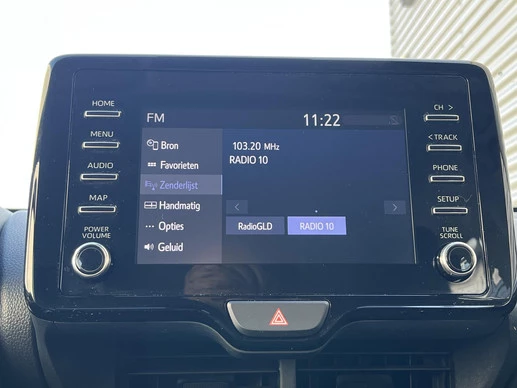 HOME
MENU
AUDIO
MAP
POWER
VOLUME
FM
11:22
Bron
Favorieten
Zenderlijst
Handmatig
Opties
Geluid
103.20 MHz
RADIO 10
RadioGLD
RADIO 10
CH >
< TRACK
PHONE
SETUP
TUNE
SCROLL